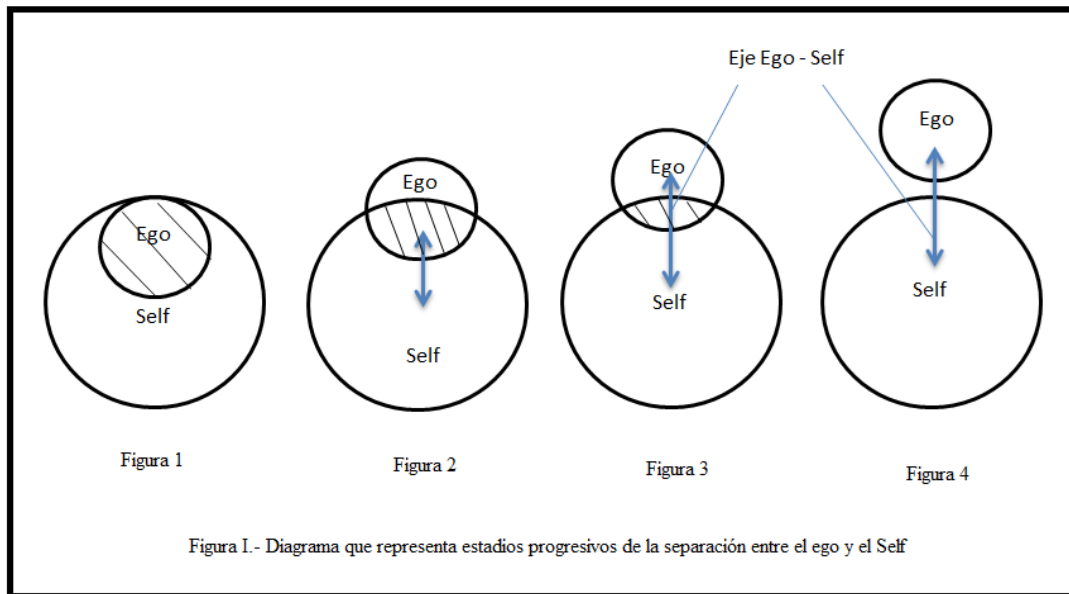 Eje Ego - Self
Ego
Self
Ego
Self
Ego
Self
Ego
Self
Figura 1
Figura 2
Figura 3
Figura 4
Figura I.- Diagrama que representa estadios progresivos de la separación entre el ego y el Self